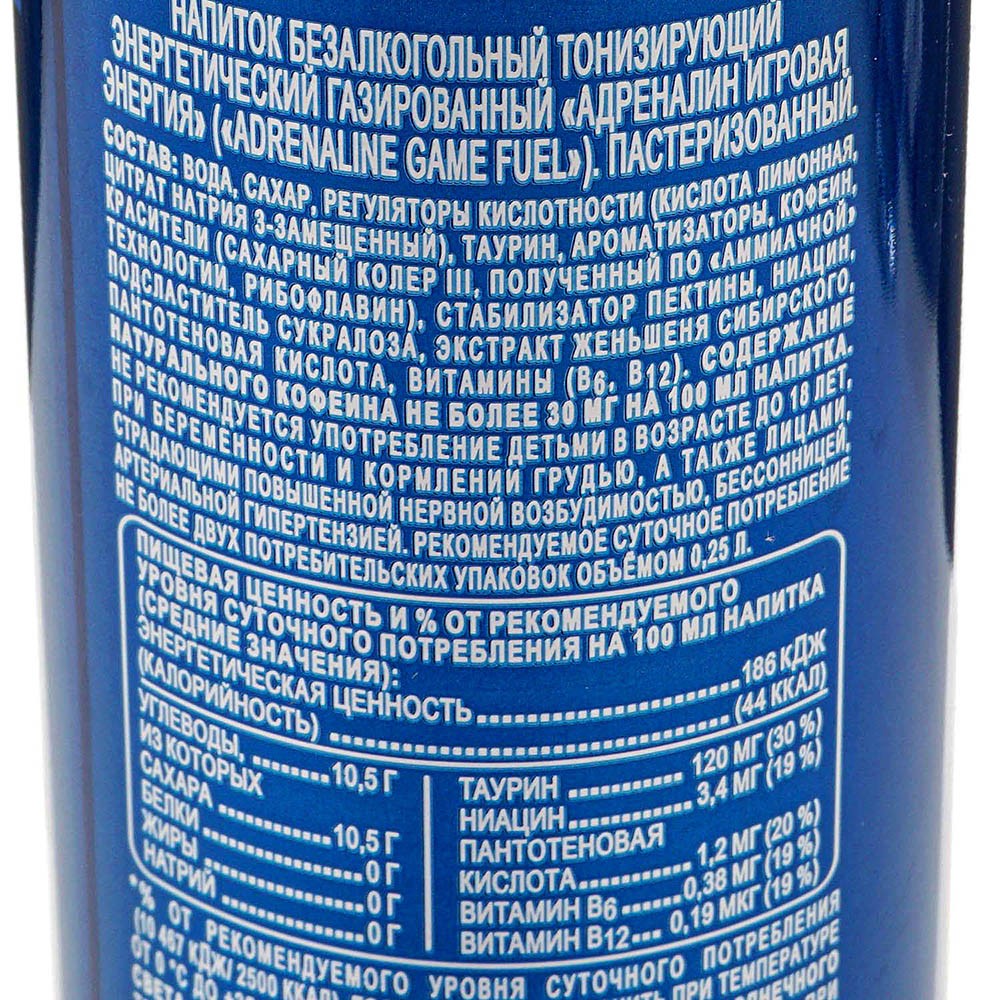 НАПИТОК БЕЗАЛКОГОЛЬНЫЙ ТОНИЗИРУЮЩИЙ
ЭНЕРГЕТИЧЕСКИЙ ГАЗИРОВАННЫЙ «АДРЕНАЛИН ИГРОВАЯ
ЭНЕРГИЯ» («ADRENALINE GAME FUEL»). ПАСТЕРИЗОВАННЫЙ.
СОСТАВ: ВОДА, САХАР, РЕГУЛЯТОРЫ КИСЛОТНОСТИ (КИСЛОТА ЛИМОННАЯ,
ЦИТРАТ НАТРИЯ 3-ЗАМЕЩЕННЫЙ), ТАУРИН, АРОМАТИЗАТОРЫ, КОФЕИН,
КРАСИТЕЛИ (САХАРНЫЙ КОЛЕР III, ПОЛУЧЕННЫЙ ПО «АММИАЧНОЙ»
ТЕХНОЛОГИИ, РИБОФЛАВИН), СТАБИЛИЗАТОР ПЕКТИНЫ, НИАЦИН,
ПОДСЛАСТИТЕЛЬ СУКРАЛОЗА, ЭКСТРАКТ ЖЕНЬШЕНЯ СИБИРСКОГО,
ПАНТОТЕНОВАЯ КИСЛОТА, ВИТАМИНЫ (B6, B12). СОДЕРЖАНИЕ
НАТУРАЛЬНОГО КОФЕИНА НЕ БОЛЕЕ 30 МГ НА 100 МЛ НАПИТКА.
НЕ РЕКОМЕНДУЕТСЯ УПОТРЕБЛЕНИЕ ДЕТЬМИ В ВОЗРАСТЕ ДО 18 ЛЕТ,
ПРИ БЕРЕМЕННОСТИ И КОРМЛЕНИИ ГРУДЬЮ, А ТАКЖЕ ЛИЦАМИ,
СТРАДАЮЩИМИ ПОВЫШЕННОЙ НЕРВНОЙ ВОЗБУДИМОСТЬЮ, БЕССОННИЦЕЙ,
АРТЕРИАЛЬНОЙ ГИПЕРТЕНЗИЕЙ. РЕКОМЕНДУЕМОЕ СУТОЧНОЕ ПОТРЕБЛЕНИЕ
НЕ БОЛЕЕ ДВУХ ПОТРЕБИТЕЛЬСКИХ УПАКОВОК ОБЪЁМОМ 0,25 Л.
ПИЩЕВАЯ ЦЕННОСТЬ И % ОТ РЕКОМЕНДУЕМОГО
УРОВНЯ СУТОЧНОГО ПОТРЕБЛЕНИЯ НА 100 МЛ НАПИТКА
(СРЕДНИЕ ЗНАЧЕНИЯ):
ЭНЕРГЕТИЧЕСКАЯ ЦЕННОСТЬ 186 КДЖ
(КАЛОРИЙНОСТЬ) (44 ККАЛ)
УГЛЕВОДЫ, 10,5 Г
ИЗ КОТОРЫХ
САХАРА 10,5 Г
БЕЛКИ 0 Г
ЖИРЫ 0 Г
НАТРИЙ 0 Г
ТАУРИН 120 МГ (30 %)
НИАЦИН 3,4 МГ (19 %)
ПАНТОТЕНОВАЯ
КИСЛОТА 1,2 МГ (20 %)
ВИТАМИН B6 0,38 МГ (19 %)
ВИТАМИН B12 0,19 МКГ (19 %)
* % ОТ РЕКОМЕНДУЕМОГО УРОВНЯ СУТОЧНОГО ПОТРЕБЛЕНИЯ
(10 467 КДЖ/ 2500 ККАЛ). ПРИ ТЕМПЕРАТУРЕ
ОТ 0 °C ДО
СВЕТА